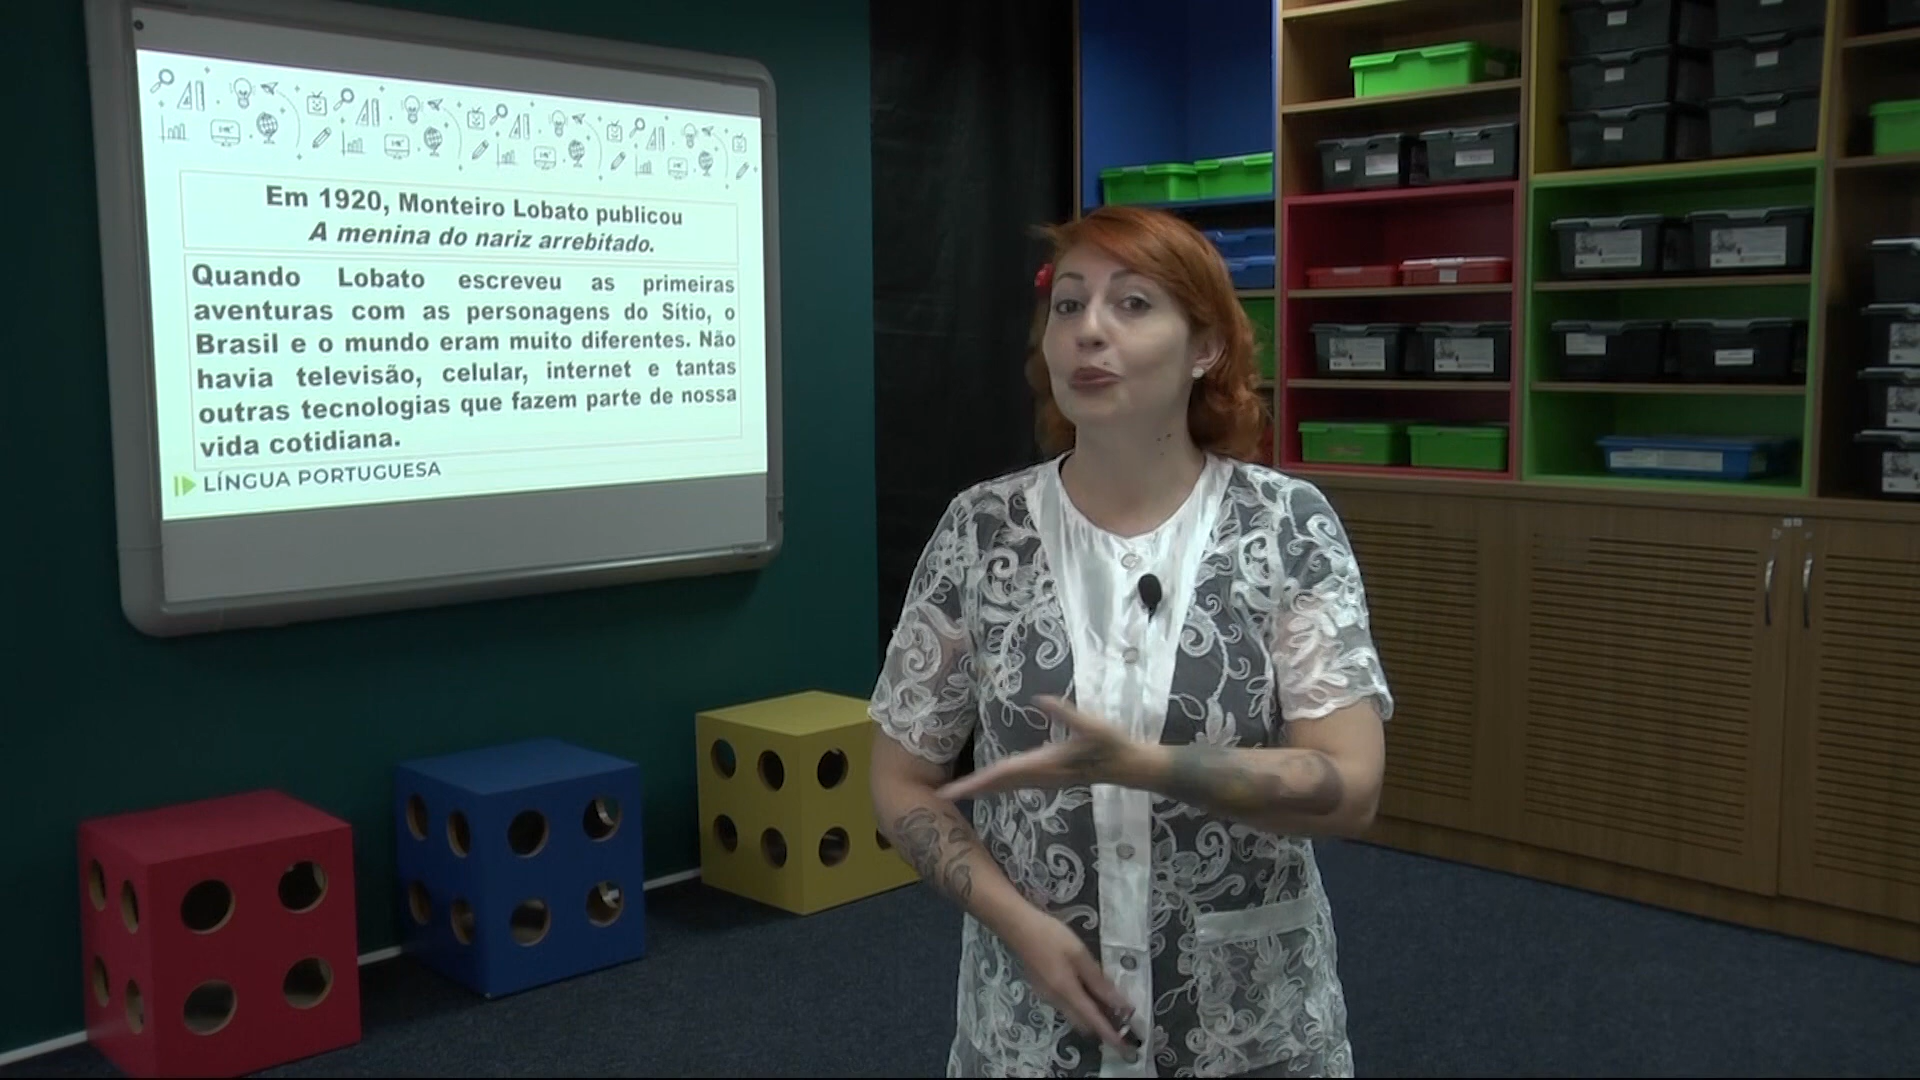 Em 1920, Monteiro Lobato publicou
A menina do nariz arrebitado.
Quando Lobato escreveu as primeiras
aventuras com as personagens do Sítio, o
Brasil e o mundo eram muito diferentes. Não
havia televisão, celular, internet e tantas
outras tecnologias que fazem parte de nossa
vida cotidiana.
LÍNGUA PORTUGUESA